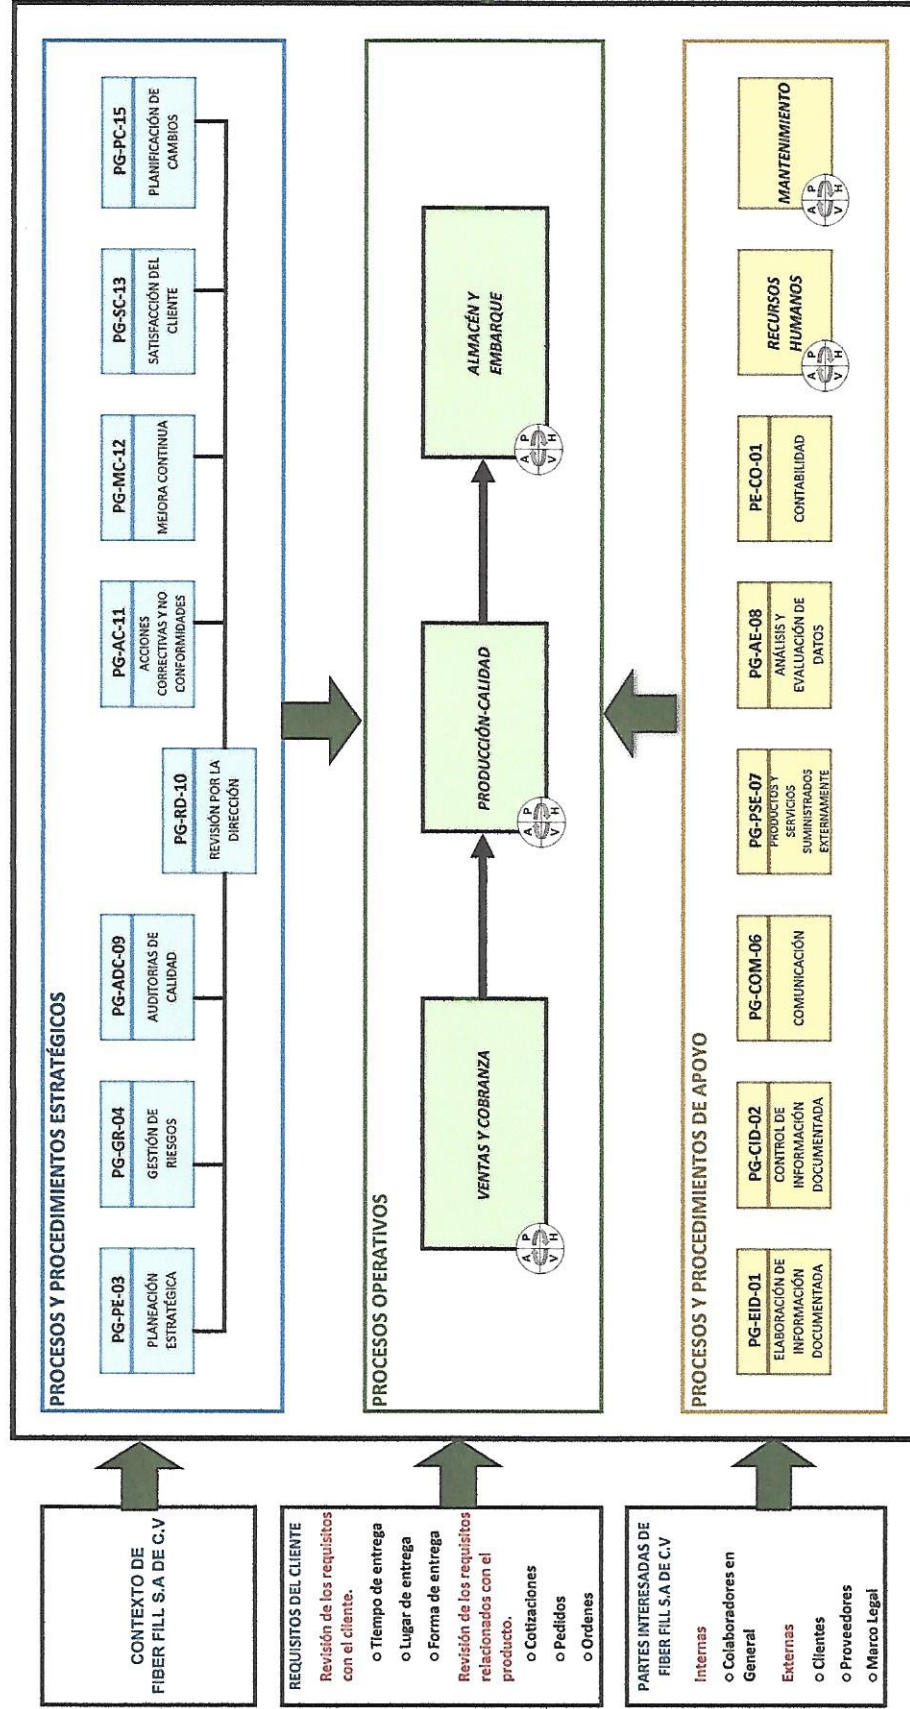 CONTEXTO DE
FIBER FILL S.A DE C.V
REQUISITOS DEL CLIENTE
Revisión de los requisitos
con el cliente.
o Tiempo de entrega
o Lugar de entrega
o Forma de entrega
Revisión de los requisitos
relacionados con el
producto.
o Cotizaciones
o Pedidos
o Ordenes
PARTES INTERESADAS DE
FIBER FILL S.A DE C.V
Internas
o Colaboradores en
General
Externas
o Clientes
o Proveedores
o Marco Legal
PROCESOS Y PROCEDIMIENTOS ESTRATÉGICOS
PG-PE-03
PLANEACIÓN
ESTRATÉGICA
PG-GR-04
GESTIÓN DE
RIESGOS
PG-ADC-09
AUDITORIAS DE
CALIDAD
PG-RD-10
REVISIÓN POR LA
DIRECCIÓN
PG-AC-11
ACCIONES
CORRECTIVAS Y NO
CONFORMIDADES
PG-MC-12
MEJORA CONTINUA
PG-SC-13
SATISFACCIÓN DEL
CLIENTE
PG-PC-15
PLANIFICACIÓN DE
CAMBIOS
PROCESOS OPERATIVOS
VENTAS Y COBRANZA
A P
V H
PRODUCCIÓN-CALIDAD
A P
V H
ALMACÉN Y
EMBARQUE
A P
V H
PROCESOS Y PROCEDIMIENTOS DE APOYO
PG-EID-01
ELABORACIÓN DE
INFORMACIÓN
DOCUMENTADA
PG-CID-02
CONTROL DE
INFORMACIÓN
DOCUMENTADA
PG-COM-06
COMUNICACIÓN
PG-PSE-07
PRODUCTOS Y
SERVICIOS
SUMINISTRADOS
EXTERNAMENTE
PG-AE-08
ANÁLISIS Y
EVALUACIÓN DE
DATOS
PE-CO-01
CONTABILIDAD
RECURSOS
HUMANOS
A P
V H
MANTENIMIENTO
A P
V H